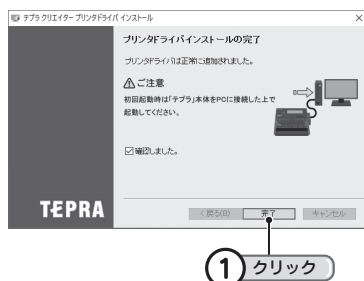 テプラ クリエイター プリンタドライバ インストール
プリンタドライバインストールの完了
プリンタドライバは正常に追加されました。
ご注意
初回起動時は「テプラ」本体をPCに接続した上で
起動してください。
確認しました。
TEPRA
< 戻る(B)
完了
キャンセル
1 クリック